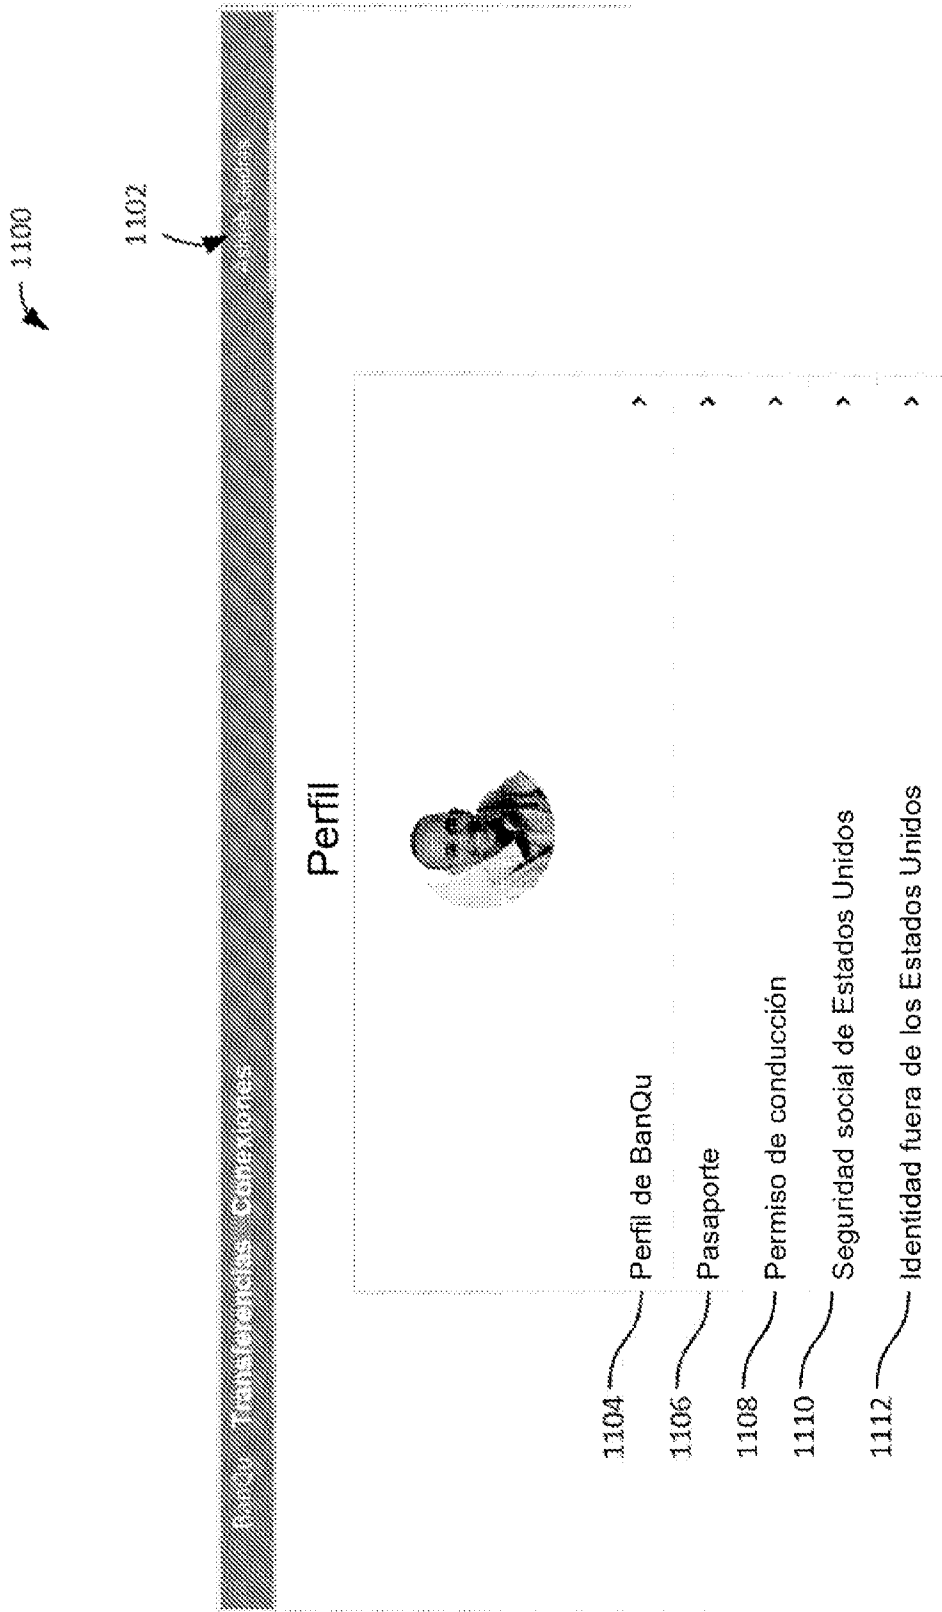 1100
1102
BanQu Transferencias Conexiones
Perfil
1104 Perfil de BanQu
1106 Pasaporte
1108 Permiso de conducción
1110 Seguridad social de Estados Unidos
1112 Identidad fuera de los Estados Unidos